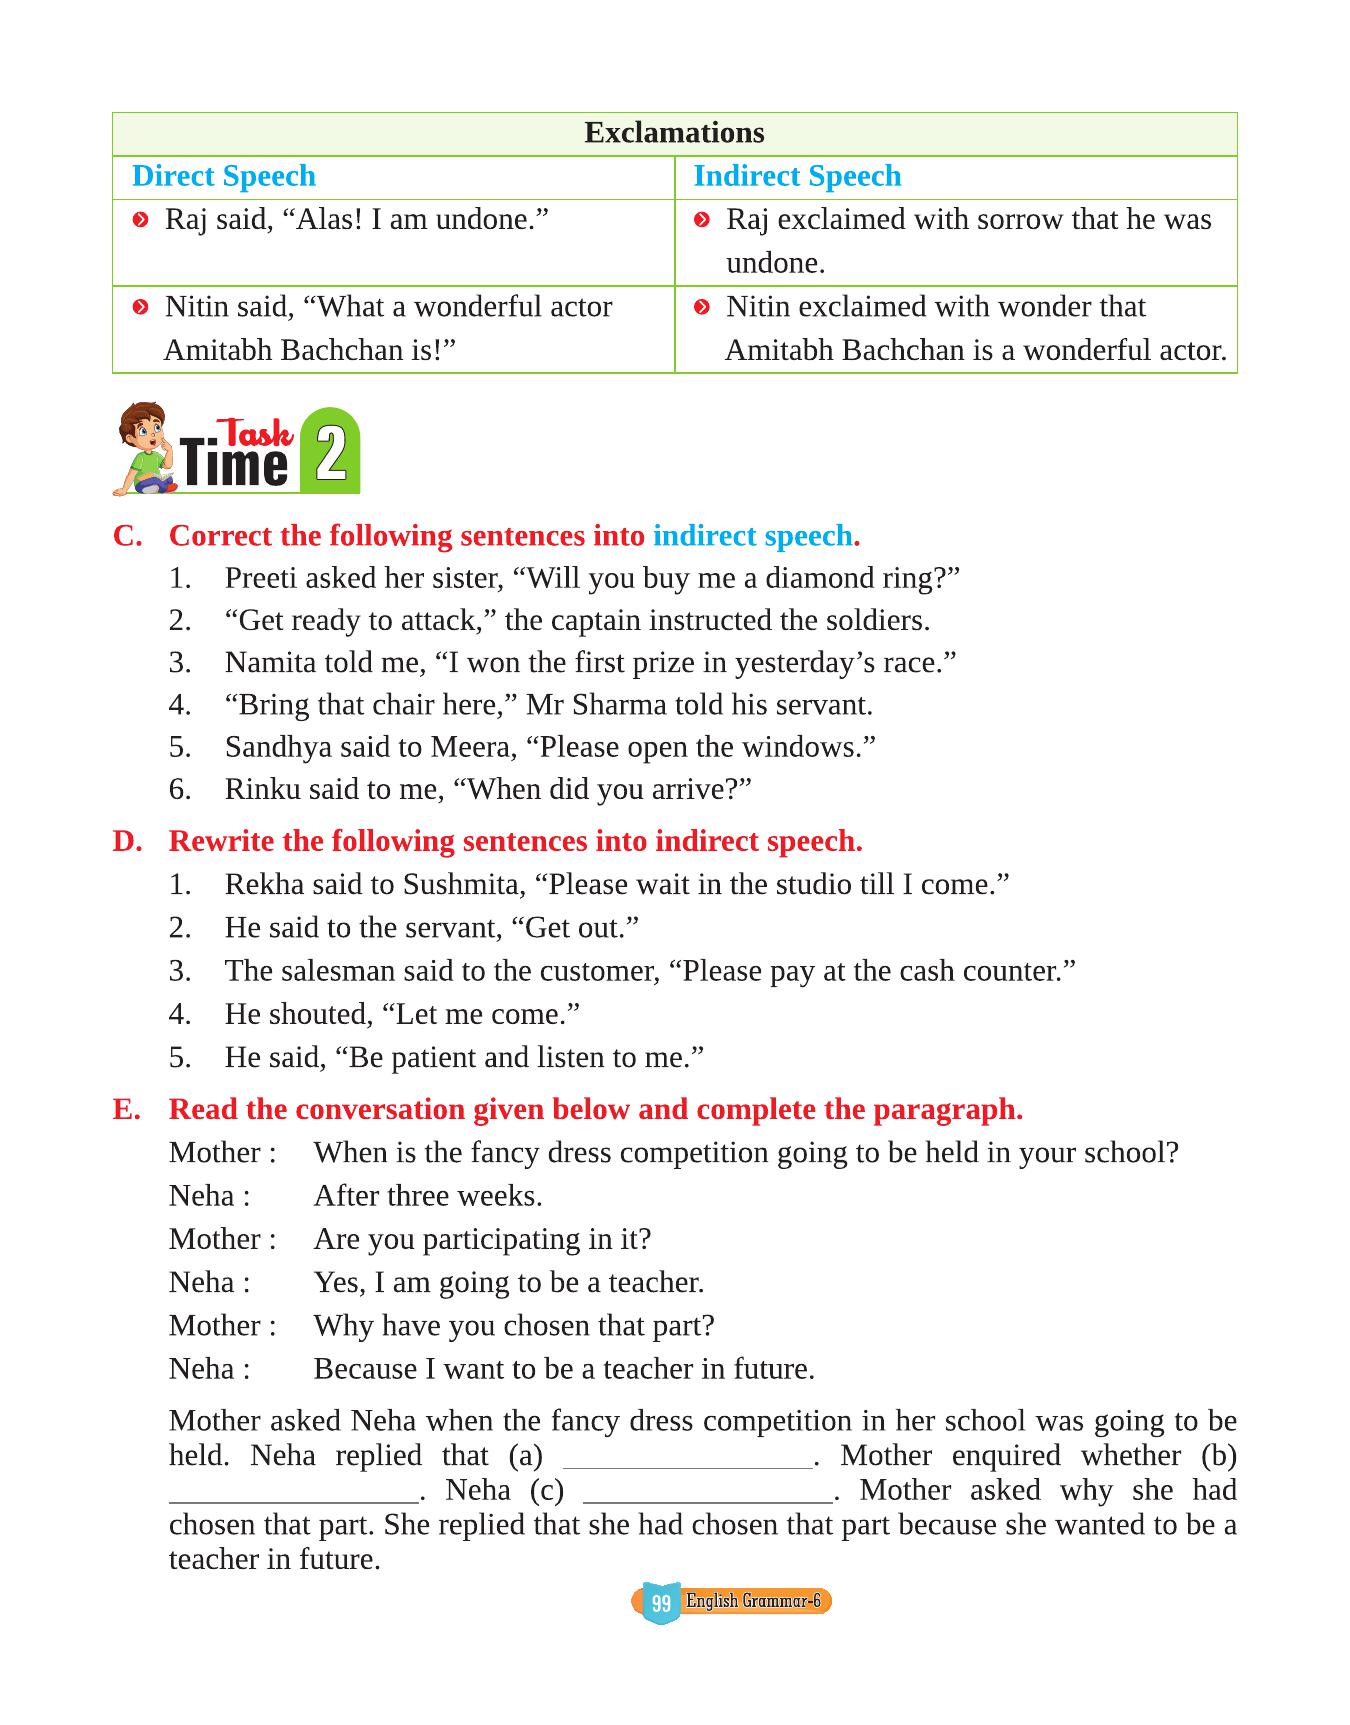 Exclamations
Direct Speech
Indirect Speech
Raj said, “Alas! I am undone.”
Raj exclaimed with sorrow that he was
undone.
Nitin said, “What a wonderful actor
Amitabh Bachchan is!”
Nitin exclaimed with wonder that
Amitabh Bachchan is a wonderful actor.
Task
Time 2
C. Correct the following sentences into indirect speech.
1. Preeti asked her sister, “Will you buy me a diamond ring?”
2. “Get ready to attack,” the captain instructed the soldiers.
3. Namita told me, “I won the first prize in yesterday’s race.”
4. “Bring that chair here,” Mr Sharma told his servant.
5. Sandhya said to Meera, “Please open the windows.”
6. Rinku said to me, “When did you arrive?”
D. Rewrite the following sentences into indirect speech.
1. Rekha said to Sushmita, “Please wait in the studio till I come.”
2. He said to the servant, “Get out.”
3. The salesman said to the customer, “Please pay at the cash counter.”
4. He shouted, “Let me come.”
5. He said, “Be patient and listen to me.”
E. Read the conversation given below and complete the paragraph.
Mother : When is the fancy dress competition going to be held in your school?
Neha : After three weeks.
Mother : Are you participating in it?
Neha : Yes, I am going to be a teacher.
Mother : Why have you chosen that part?
Neha : Because I want to be a teacher in future.
Mother asked Neha when the fancy dress competition in her school was going to be
held. Neha replied that (a) ________________. Mother enquired whether (b)
________________. Neha (c) ________________. Mother asked why she had
chosen that part. She replied that she had chosen that part because she wanted to be a
teacher in future.
99 English Grammar-6